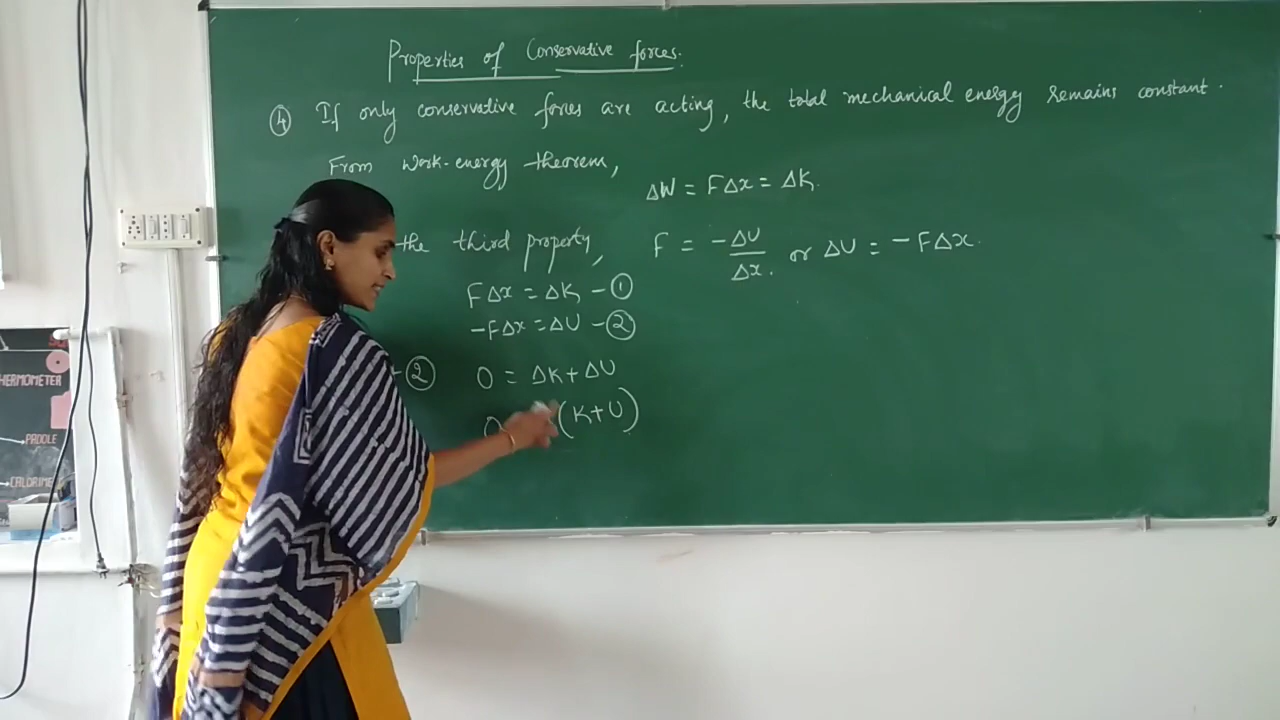 Properties of Conservative forces:
④ If only conservative forces are acting, the total mechanical energy remains constant.
From Work-energy theorem,
ΔW = FΔx = ΔK.
the third property,
F = -ΔU/Δx. or ΔU = -FΔx.
FΔx = ΔK - ①
-FΔx = ΔU - ②
②
0 = ΔK + ΔU
0
(K+U)
THERMOMETER
PADDLE
CALORIME